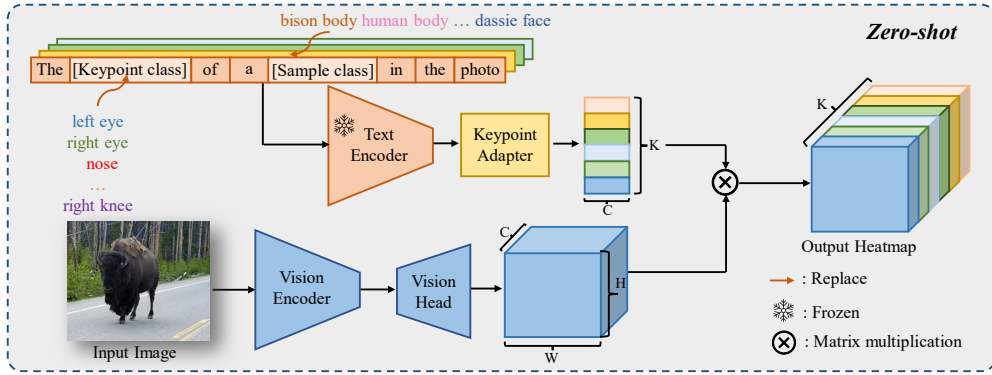 bison body human body … dassie face
Zero-shot
The [Keypoint class] of a [Sample class] in the photo
left eye
right eye
nose
…
right knee
Text
Encoder
Keypoint
Adapter
K
C
K
Output Heatmap
Input Image
Vision
Encoder
Vision
Head
C
H
W
: Replace
: Frozen
: Matrix multiplication